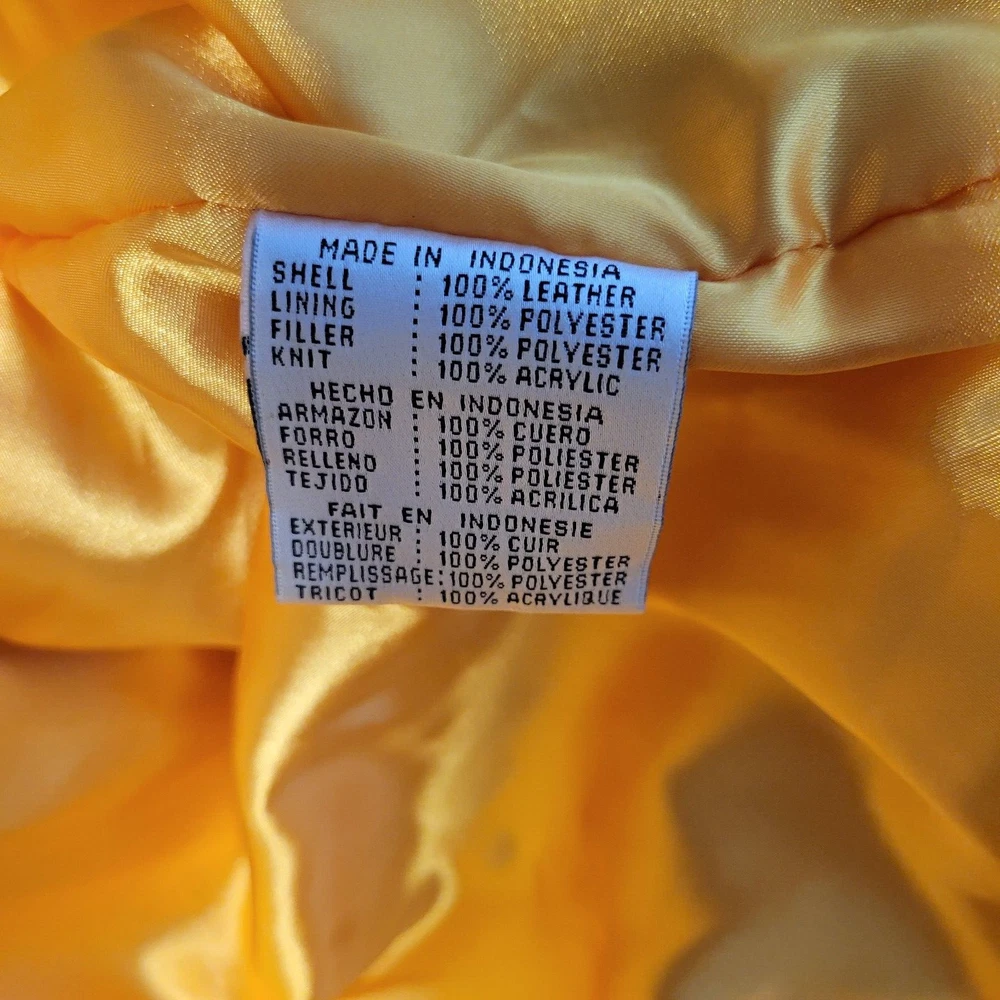 MADE IN INDONESIA
SHELL : 100% LEATHER
LINING : 100% POLYESTER
FILLER : 100% POLYESTER
KNIT : 100% ACRYLIC
HECHO EN INDONESIA
ARMAZON : 100% CUERO
FORRO : 100% POLIESTER
RELLENO : 100% POLIESTER
TEJIDO : 100% ACRILICA
FAIT EN INDONESIE
EXTERIEUR : 100% CUIR
DOUBLURE : 100% POLYESTER
REMPLISSAGE : 100% POLYESTER
TRICOT : 100% ACRYLIQUE